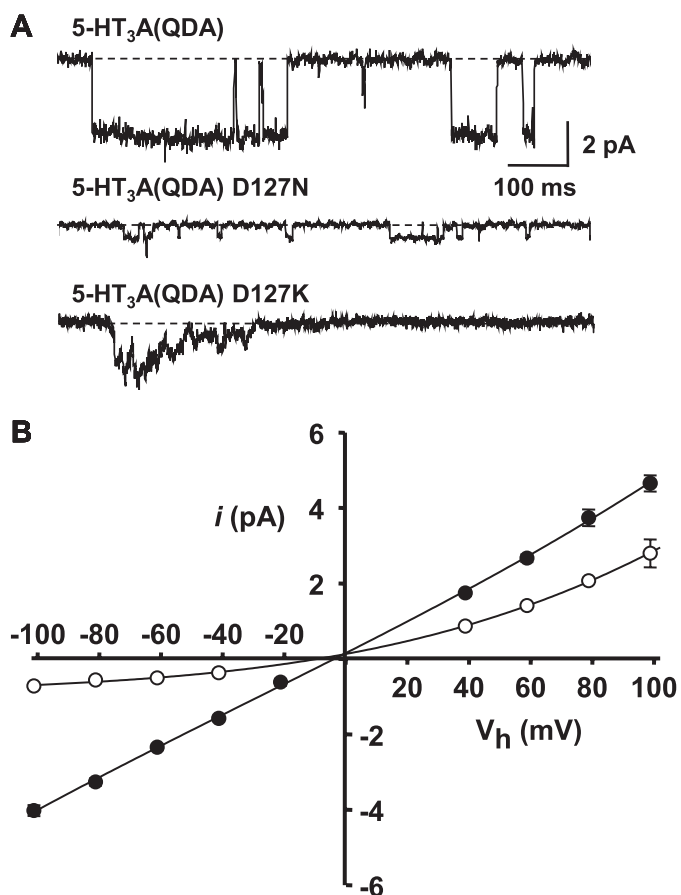 A
5-HT₃A(QDA)
2 pA
100 ms
5-HT₃A(QDA) D127N
5-HT₃A(QDA) D127K
B
6
i (pA)
4
2
-100 -80 -60 -40 -20
20 40 60 80 100
Vₕ (mV)
-2
-4
-6